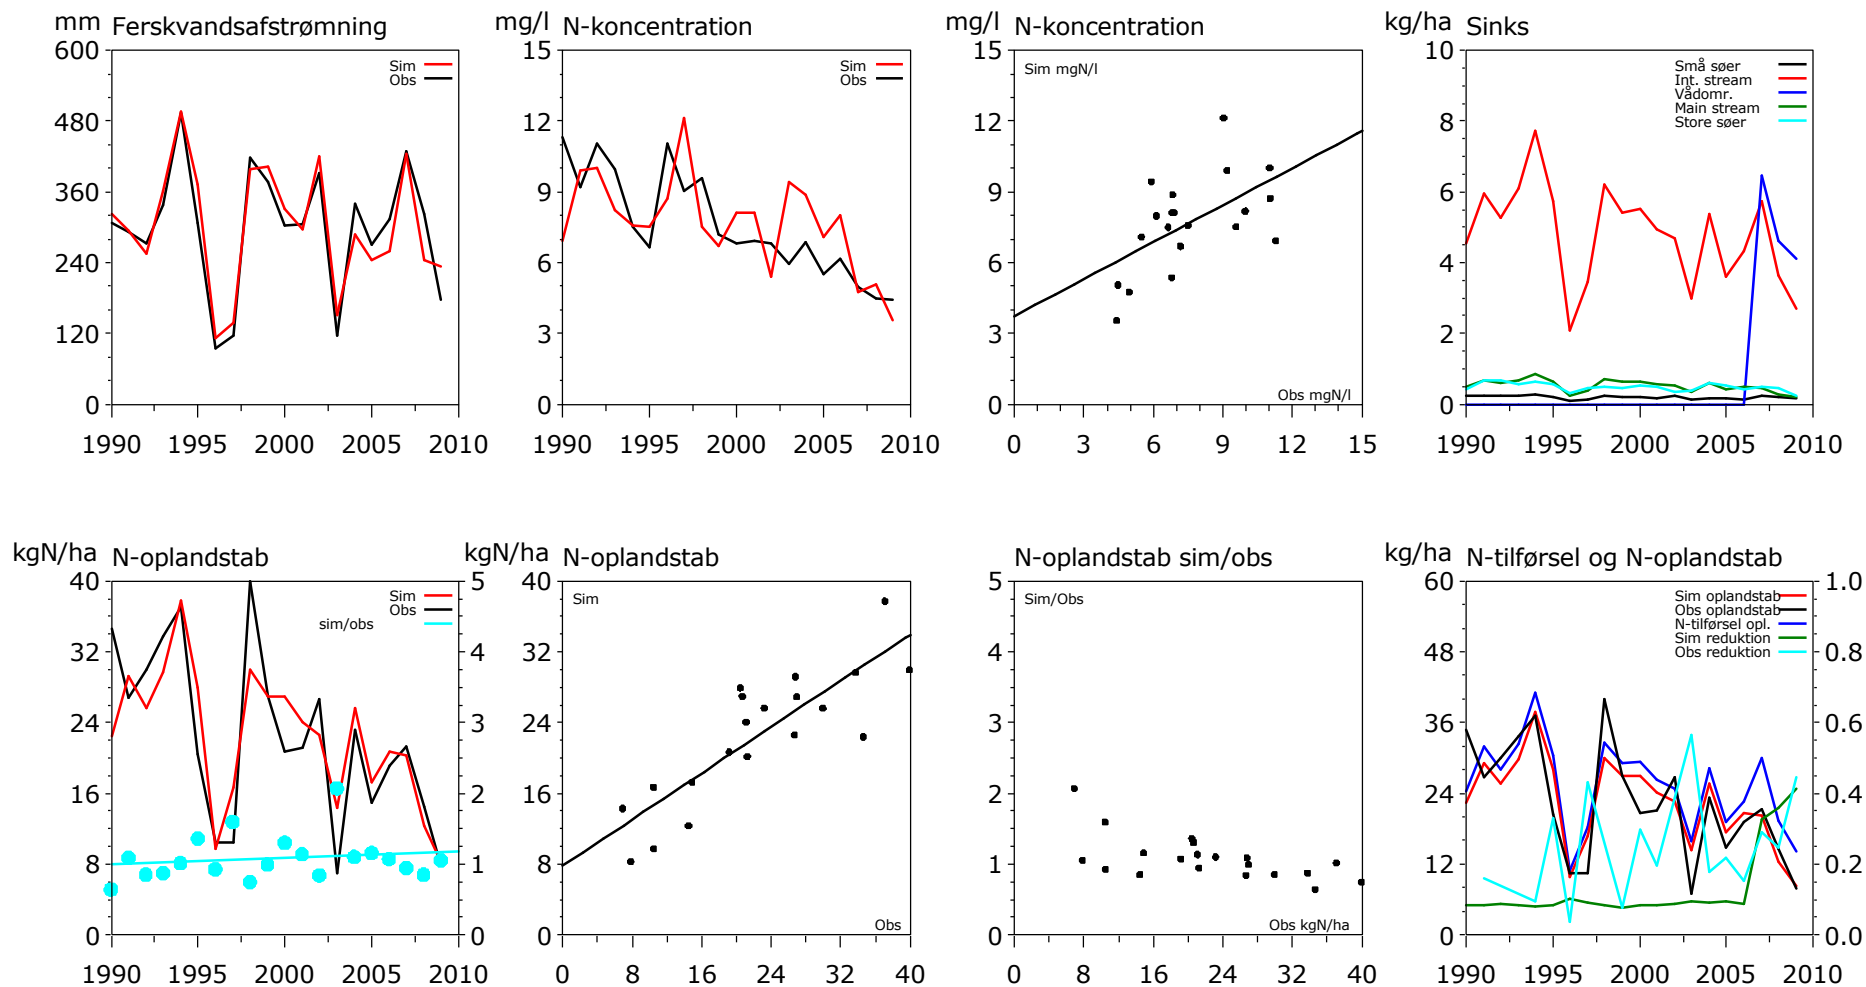 mm Ferskvandsafstrømning
600
480
360
240
120
0
1990 1995 2000 2005 2010
Sim
Obs
mg/l N-koncentration
15
12
9
6
3
0
1990 1995 2000 2005 2010
Sim
Obs
mg/l N-koncentration
15
12
9
6
3
0
0 3 6 9 12 15
Sim mgN/l
Obs mgN/l
kg/ha Sinks
10
8
6
4
2
0
1990 1995 2000 2005 2010
Små søer
Int. stream
Vådomr.
Main stream
Store søer
kgN/ha N-oplandstab
40
32
24
16
8
0
5
4
3
2
1
0
1990 1995 2000 2005 2010
Sim
Obs
sim/obs
kgN/ha N-oplandstab
40
32
24
16
8
0
0 8 16 24 32 40
Sim
Obs
N-oplandstab sim/obs
5
4
3
2
1
0
0 8 16 24 32 40
Sim/Obs
Obs kgN/ha
kg/ha N-tilførsel og N-oplandstab
60
48
36
24
12
0
1.0
0.8
0.6
0.4
0.2
0.0
1990 1995 2000 2005 2010
Sim oplandstab
Obs oplandstab
N-tilførsel opl.
Sim reduktion
Obs reduktion